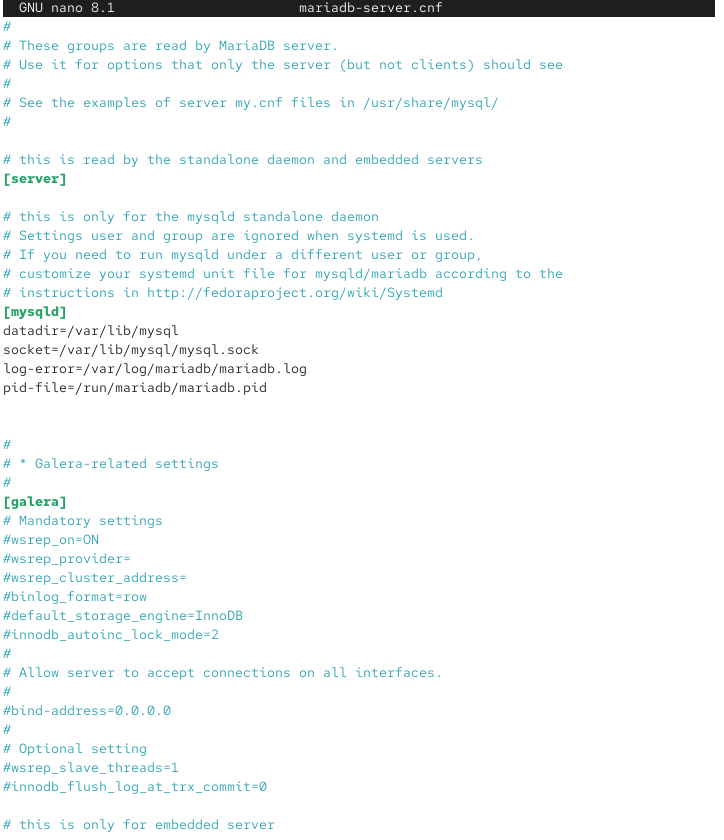 GNU nano 8.1 mariadb-server.cnf
#
# These groups are read by MariaDB server.
# Use it for options that only the server (but not clients) should see
#
# See the examples of server my.cnf files in /usr/share/mysql/
#
# this is read by the standalone daemon and embedded servers
[server]
# this is only for the mysqld standalone daemon
# Settings user and group are ignored when systemd is used.
# If you need to run mysqld under a different user or group,
# customize your systemd unit file for mysqld/mariadb according to the
# instructions in http://fedoraproject.org/wiki/Systemd
[mysqld]
datadir=/var/lib/mysql
socket=/var/lib/mysql/mysql.sock
log-error=/var/log/mariadb/mariadb.log
pid-file=/run/mariadb/mariadb.pid
#
# * Galera-related settings
#
[galera]
# Mandatory settings
#wsrep_on=ON
#wsrep_provider=
#wsrep_cluster_address=
#binlog_format=row
#default_storage_engine=InnoDB
#innodb_autoinc_lock_mode=2
#
# Allow server to accept connections on all interfaces.
#
#bind-address=0.0.0.0
#
# Optional setting
#wsrep_slave_threads=1
#innodb_flush_log_at_trx_commit=0
# this is only for embedded server